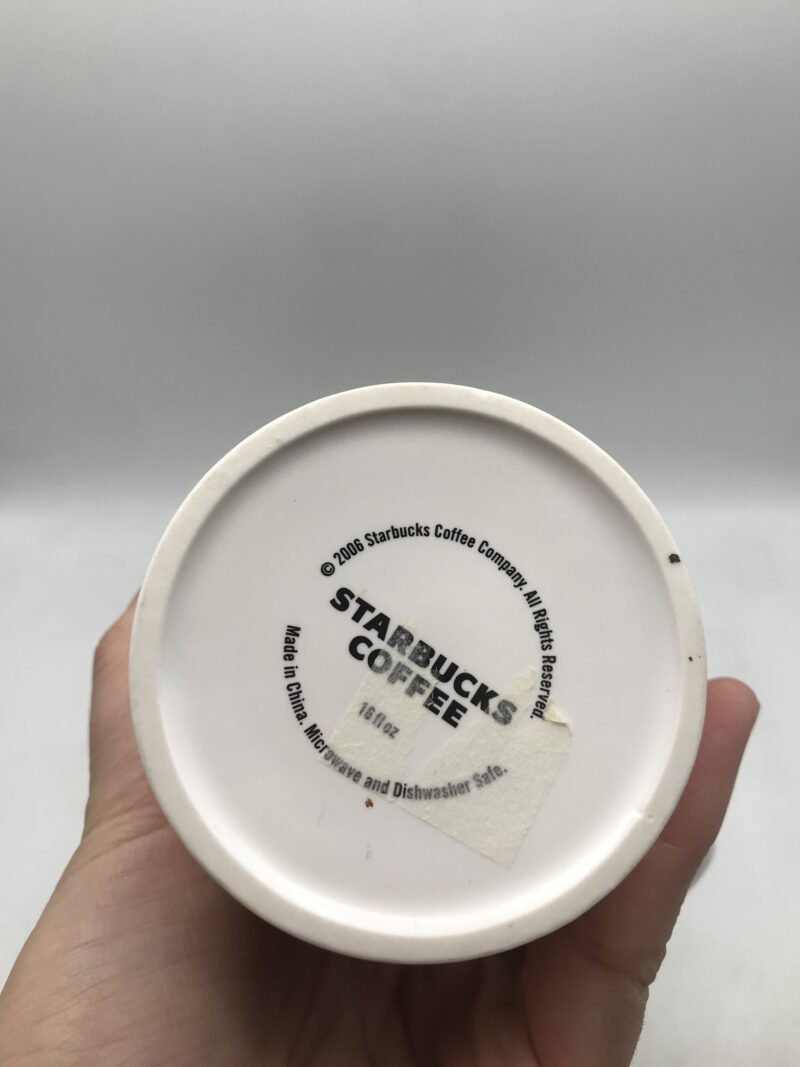 © 2006 Starbucks Coffee Company. All Rights Reserved.
STARBUCKS
COFFEE
16 fl oz
Made in China. Microwave and Dishwasher Safe.